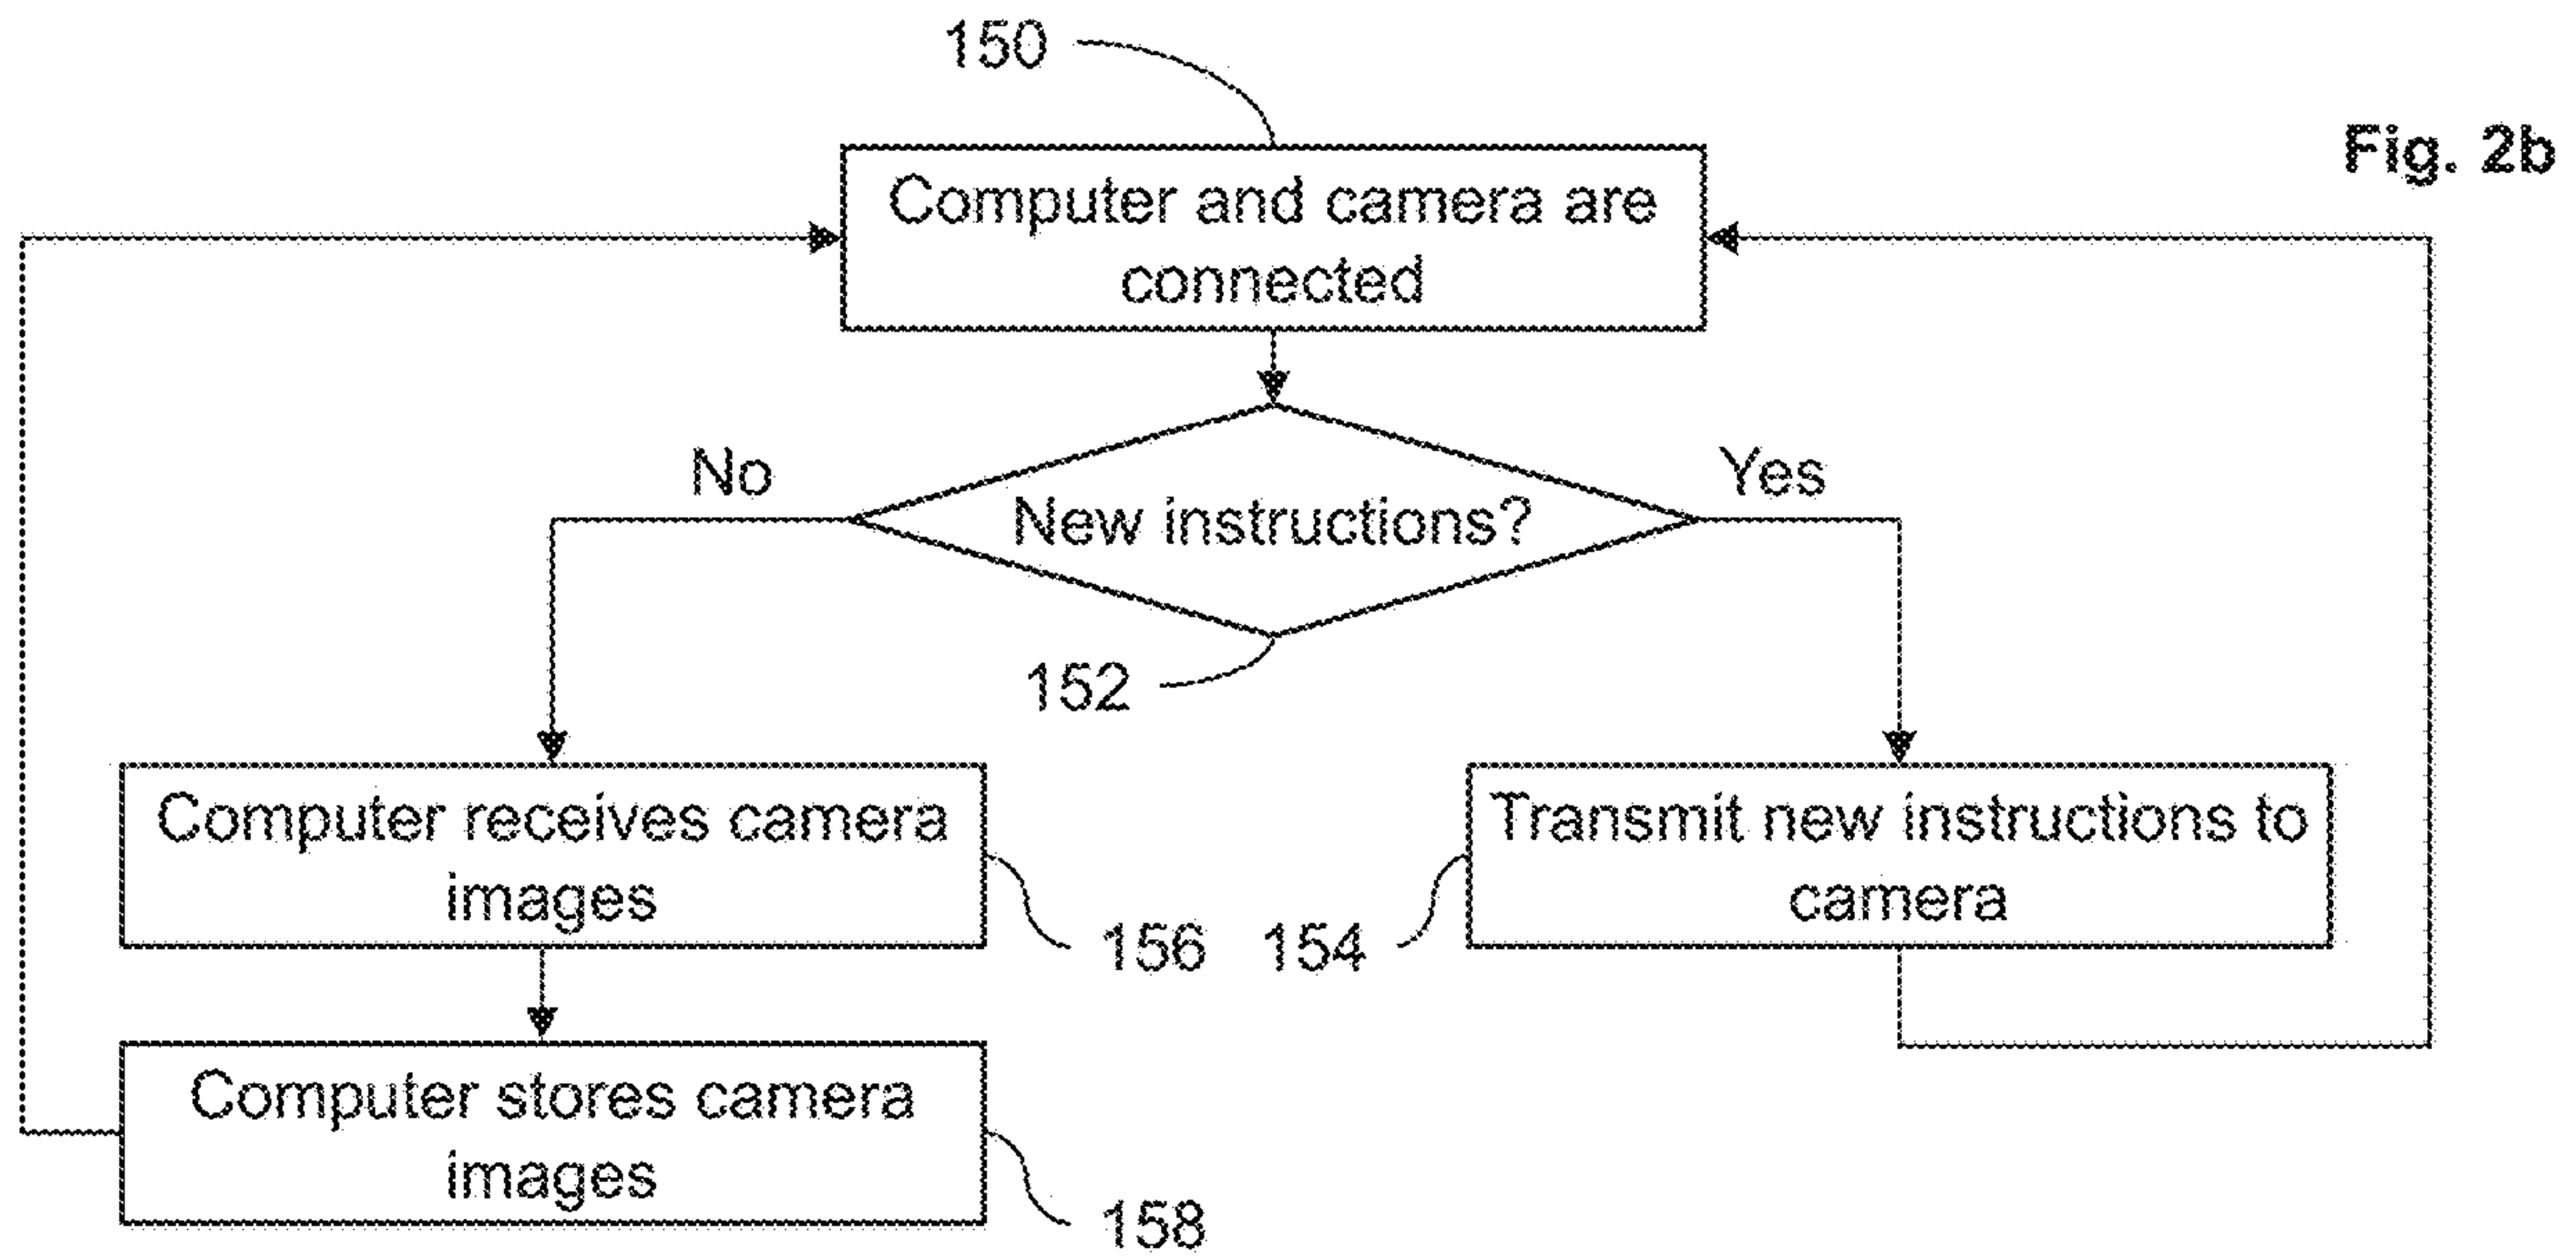 150
Fig. 2b
Computer and camera are
connected
No
Yes
New instructions?
152
Computer receives camera
images
Transmit new instructions to
camera
156
154
Computer stores camera
images
158